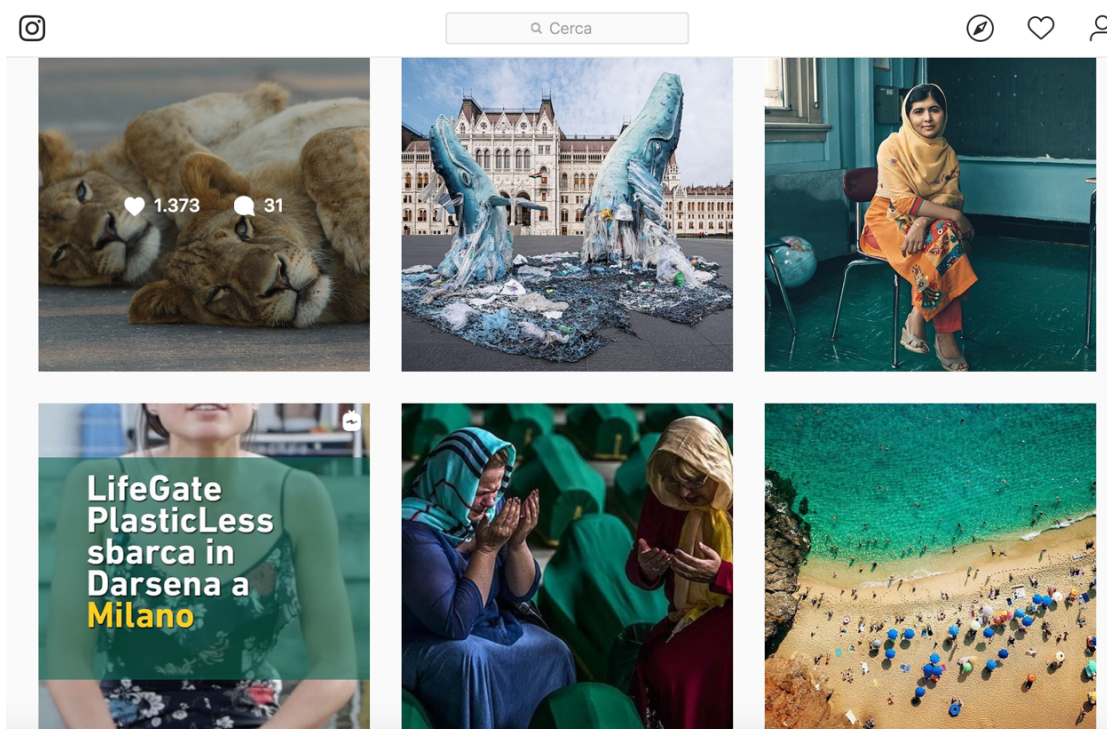 Cerca
1.373 31
LifeGate
PlasticLess
sbarca in
Darsena a
Milano